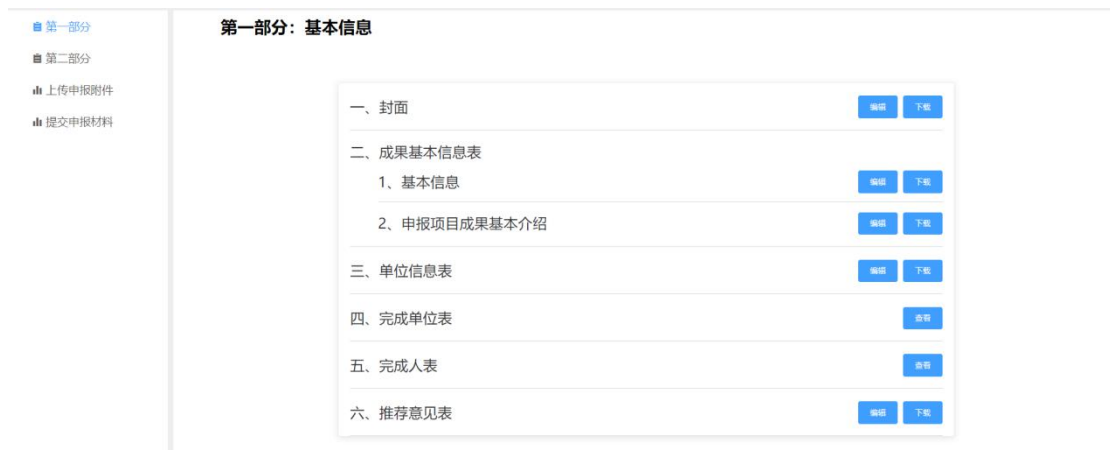 第一部分
第二部分
上传申报附件
提交申报材料
第一部分：基本信息
一、封面
编辑 下载
二、成果基本信息表
1、基本信息
编辑 下载
2、申报项目成果基本介绍
编辑 下载
三、单位信息表
编辑 下载
四、完成单位表
查看
五、完成人表
查看
六、推荐意见表
编辑 下载